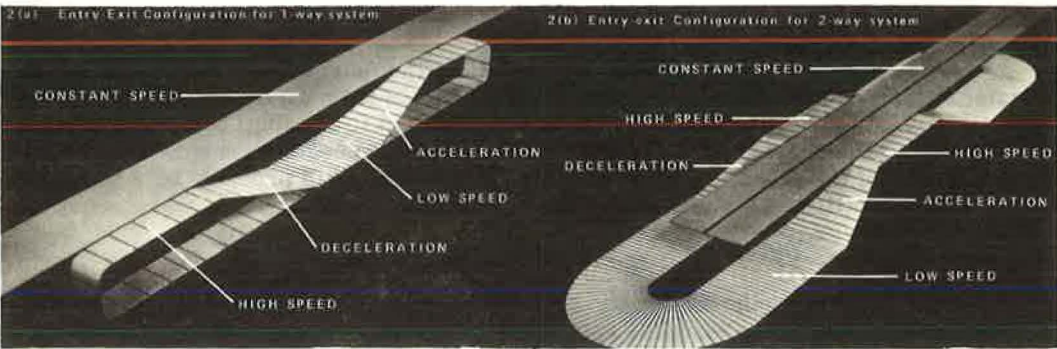 2(a) Entry Exit Configuration for 1-way system
CONSTANT SPEED
ACCELERATION
LOW SPEED
DECELERATION
HIGH SPEED
2(b) Entry-exit Configuration for 2-way system
CONSTANT SPEED
HIGH SPEED
DECELERATION
HIGH SPEED
ACCELERATION
LOW SPEED